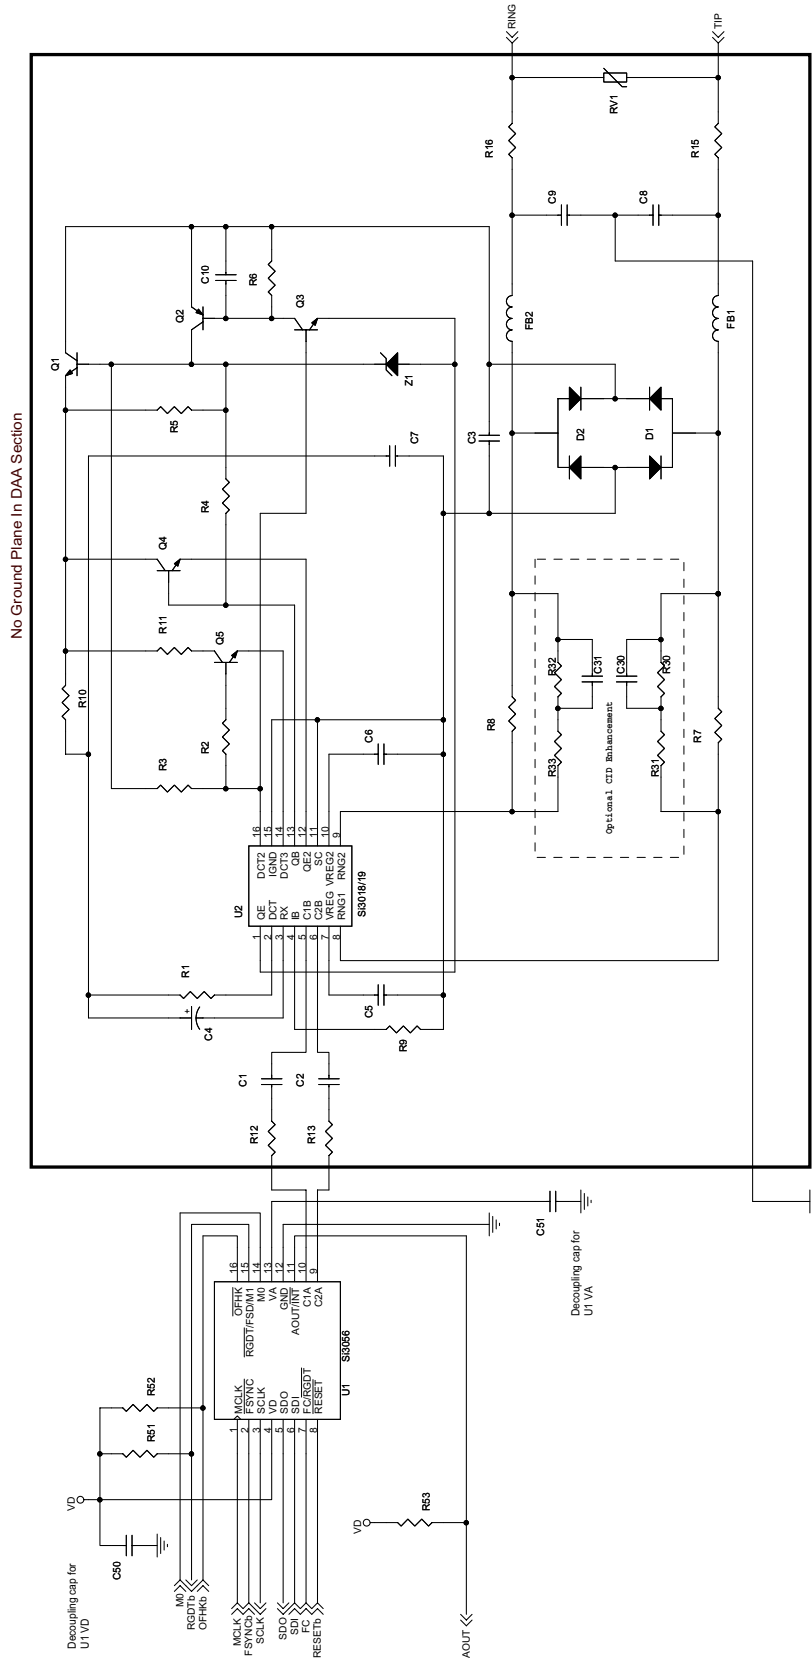 No Ground Plane In DAA Section
Decoupling cap for
U1 VD
C50
VD
R51
R52
M0
RGDTb
OFHKb
MCLK
FSYNCb
SCLK
SDO
SDI
FC
RESETb
AOUT
VD
R53
1
2
3
4
5
6
7
8
MCLK
FSYNC
SCLK
VD
SDO
SDI
FC/RGDT
RESET
U1
Si3056
OFHK
RGDT/FSD/M1
M0
VA
GND
AOUT/INT
C1A
C2A
16
15
14
13
12
11
10
9
C51
Decoupling cap for
U1 VA
R12
R13
C1
C2
C4
+
R1
C5
R9
1
2
3
4
5
6
7
8
QE
DCT
RX
IB
C1B
C2B
VREG
RNG1
U2
Si3018/19
DCT2
IGND
DCT3
QB
QE2
SC
VREG2
RNG2
16
15
14
13
12
11
10
9
R10
R3
R2
C6
R11
Q5
Q4
R4
R5
C7
Q1
Q2
C10
R6
Q3
Z1
C3
R8
R7
R33
R32
C31
C30
R31
R30
Optional CID Enhancement
D2
D1
FB2
FB1
C9
C8
R16
R15
RV1
RING
TIP